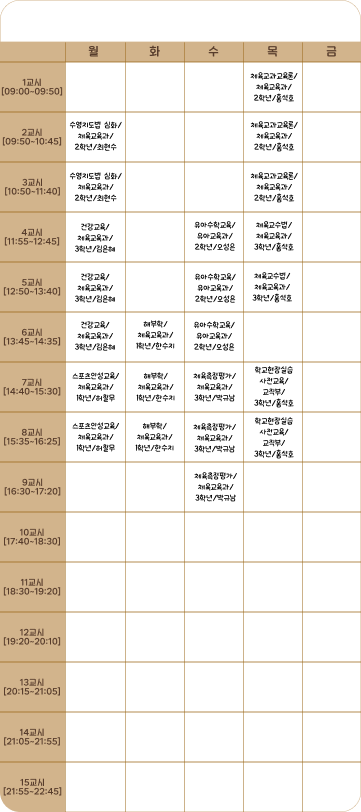 월 화 수 목 금
1교시
[09:00~09:50]
체육교과교육론/
체육교육과/
2학년/홍석호
2교시
[09:50~10:45]
수영지도법 심화/
체육교육과/
2학년/최현수
체육교과교육론/
체육교육과/
2학년/홍석호
3교시
[10:50~11:40]
수영지도법 심화/
체육교육과/
2학년/최현수
체육교과교육론/
체육교육과/
2학년/홍석호
4교시
[11:55~12:45]
건강교육/
체육교육과/
3학년/김은혜
유아수학교육/
유아교육과/
2학년/오성은
체육교수법/
체육교육과/
3학년/홍석호
5교시
[12:50~13:40]
건강교육/
체육교육과/
3학년/김은혜
유아수학교육/
유아교육과/
2학년/오성은
체육교수법/
체육교육과/
3학년/홍석호
6교시
[13:45~14:35]
건강교육/
체육교육과/
3학년/김은혜
해부학/
체육교육과/
1학년/한수지
유아수학교육/
유아교육과/
2학년/오성은
7교시
[14:40~15:30]
스포츠안전교육/
체육교육과/
1학년/허철무
해부학/
체육교육과/
1학년/한수지
체육측정평가/
체육교육과/
3학년/박규남
학교현장실습
사전교육/
교직부/
3학년/홍석호
8교시
[15:35~16:25]
스포츠안전교육/
체육교육과/
1학년/허철무
해부학/
체육교육과/
1학년/한수지
체육측정평가/
체육교육과/
3학년/박규남
학교현장실습
사전교육/
교직부/
3학년/홍석호
9교시
[16:30~17:20]
체육측정평가/
체육교육과/
3학년/박규남
10교시
[17:40~18:30]
11교시
[18:30~19:20]
12교시
[19:20~20:10]
13교시
[20:15~21:05]
14교시
[21:05~21:55]
15교시
[21:55~22:45]